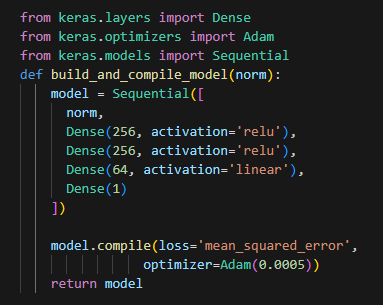 from keras.layers import Dense
from keras.optimizers import Adam
from keras.models import Sequential
def build_and_compile_model(norm):
    model = Sequential([
      norm,
      Dense(256, activation='relu'),
      Dense(256, activation='relu'),
      Dense(64, activation='linear'),
      Dense(1)
    ])

    model.compile(loss='mean_squared_error',
                optimizer=Adam(0.0005))
    return model